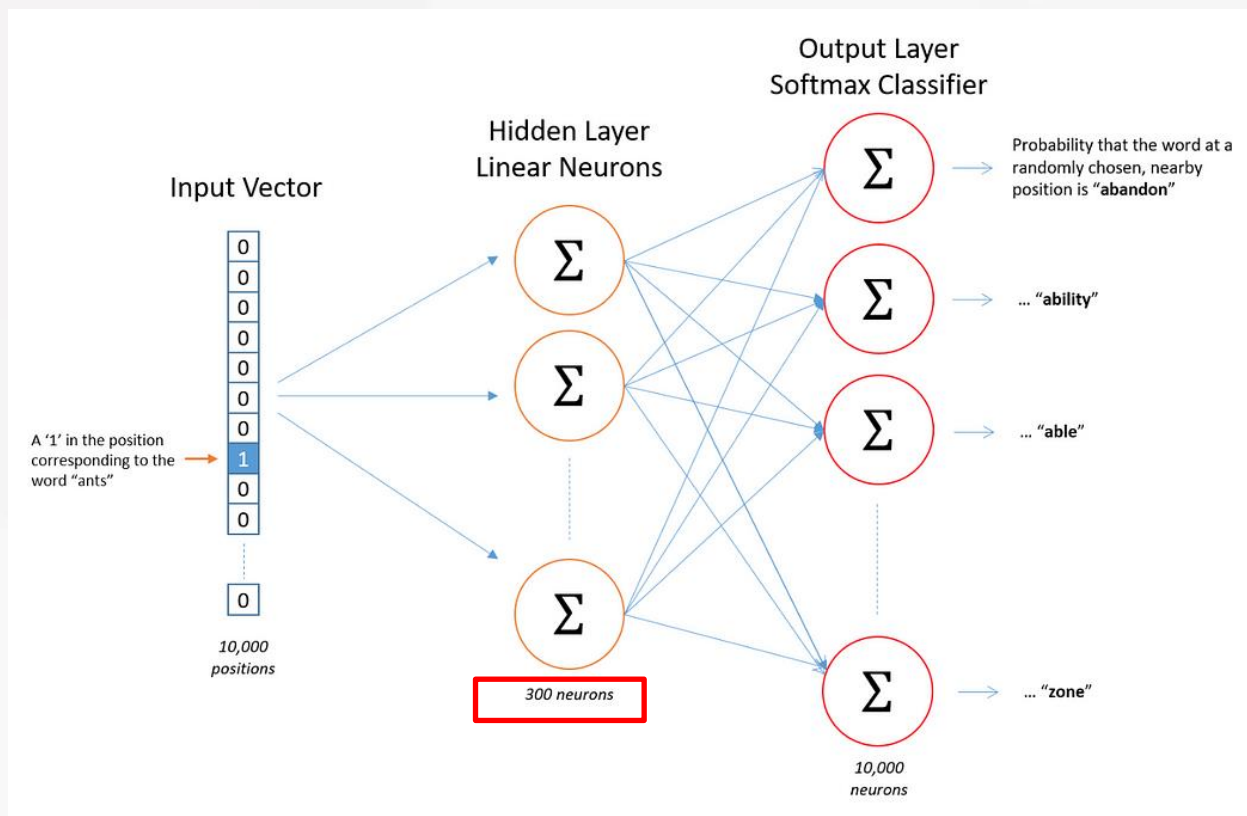 Output Layer
Softmax Classifier
Hidden Layer
Linear Neurons
Input Vector
Σ
Probability that the word at a
randomly chosen, nearby
position is “abandon”
0
0
0
0
0
0
0
1
0
0
0
A ‘1’ in the position
corresponding to the
word “ants”
10,000
positions
Σ
Σ
Σ
300 neurons
Σ
... “ability”
Σ
... “able”
Σ
... “zone”
10,000
neurons